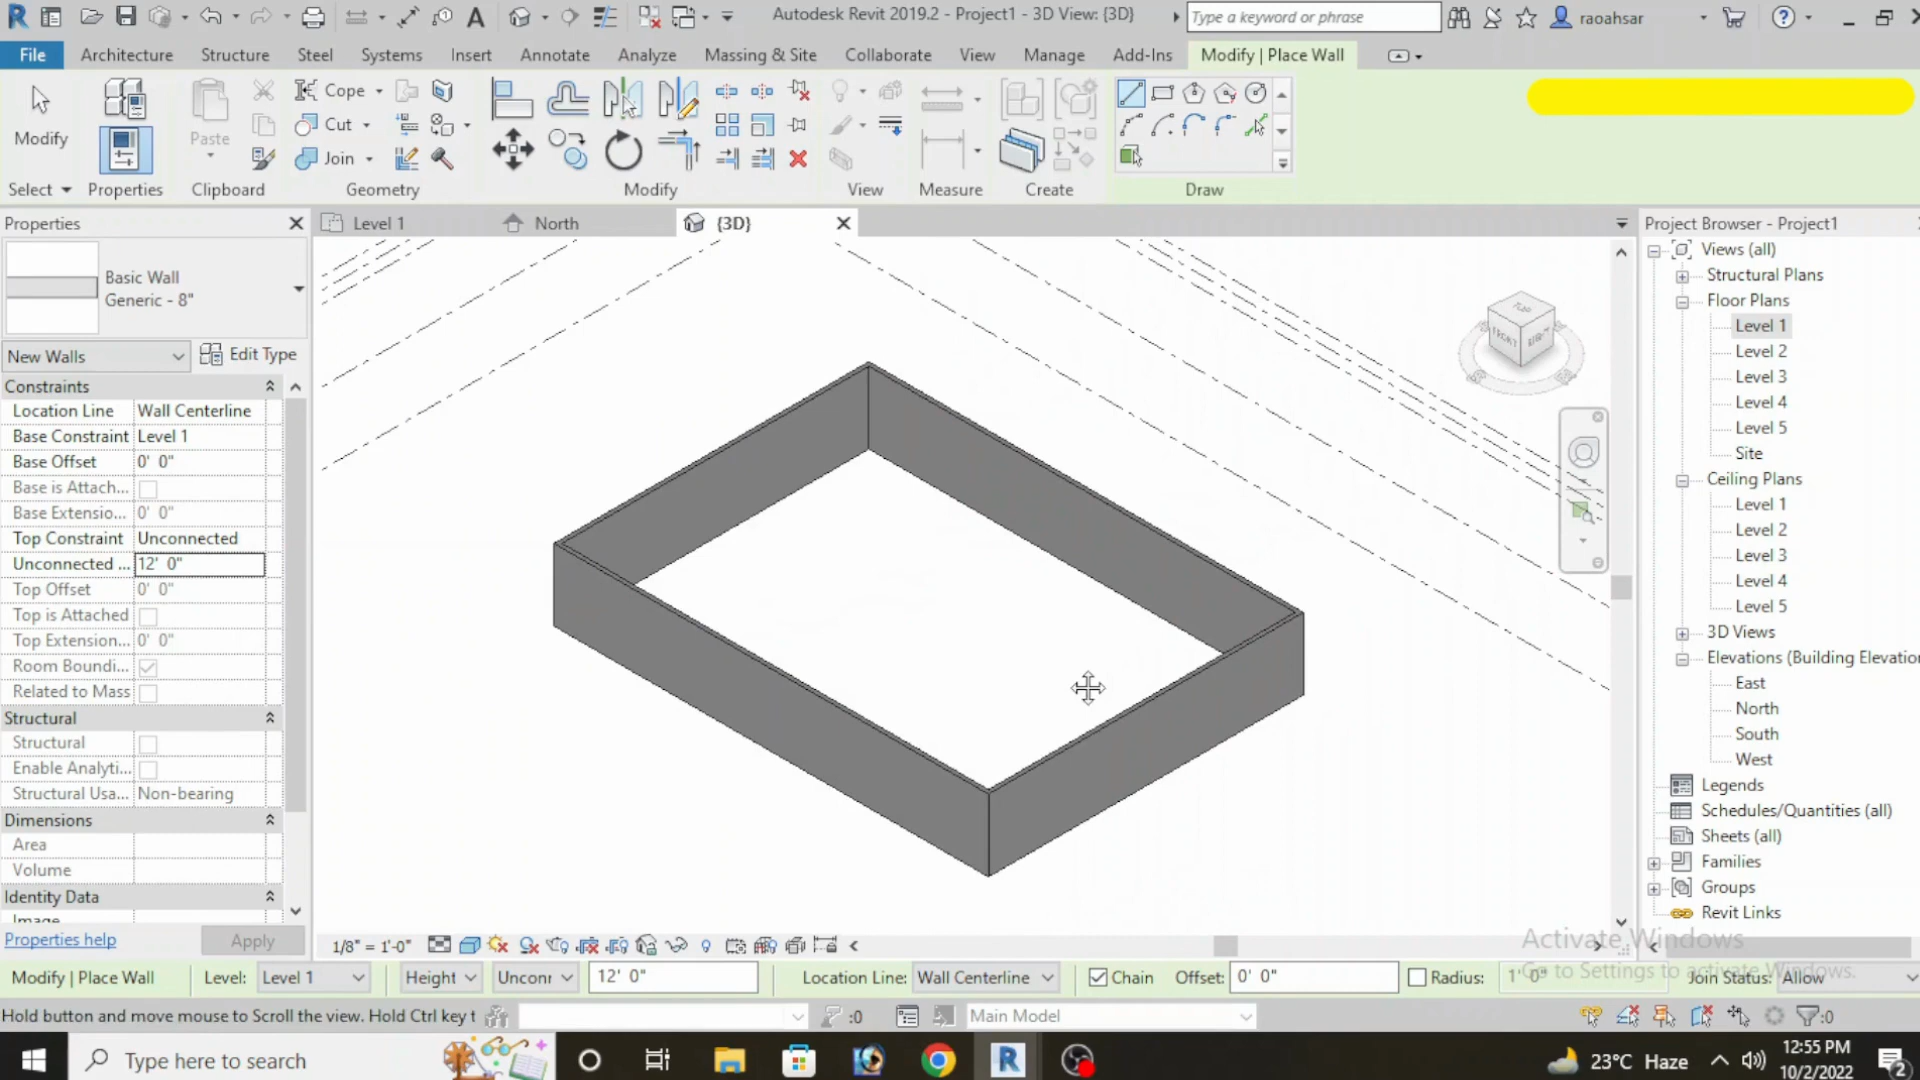 Autodesk Revit 2019.2 - Project1 - 3D View: {3D}
Type a keyword or phrase
raoahsar
File
Architecture
Structure
Steel
Systems
Insert
Annotate
Analyze
Massing & Site
Collaborate
View
Manage
Add-Ins
Modify | Place Wall
Modify
Paste
Cope
Cut
Join
Select
Properties
Clipboard
Geometry
Modify
View
Measure
Create
Draw
Properties
Level 1
North
{3D}
Project Browser - Project1
Basic Wall
Generic - 8"
New Walls
Edit Type
Constraints
Location Line Wall Centerline
Base Constraint Level 1
Base Offset 0' 0"
Base is Attach...
Base Extensio... 0' 0"
Top Constraint Unconnected
Unconnected ... 12' 0"
Top Offset 0' 0"
Top is Attached
Top Extension... 0' 0"
Room Boundi...
Related to Mass
Structural
Structural
Enable Analyti...
Structural Usa... Non-bearing
Dimensions
Area
Volume
Identity Data
Image
Properties help
Apply
TOP
FRONT
RIGHT
Views (all)
Structural Plans
Floor Plans
Level 1
Level 2
Level 3
Level 4
Level 5
Site
Ceiling Plans
Level 1
Level 2
Level 3
Level 4
Level 5
3D Views
Elevations (Building Elevatio
East
North
South
West
Legends
Schedules/Quantities (all)
Sheets (all)
Families
Groups
Revit Links
1/8" = 1'-0"
Activate Windows
Go to Settings to activate Windows.
Modify | Place Wall
Level: Level 1
Height
Unconr
12' 0"
Location Line: Wall Centerline
Chain
Offset: 0' 0"
Radius: 1' 0"
Join Status: Allow
Hold button and move mouse to Scroll the view. Hold Ctrl key t
:0
Main Model
:0
Type here to search
23°C Haze
12:55 PM
10/2/2022
2